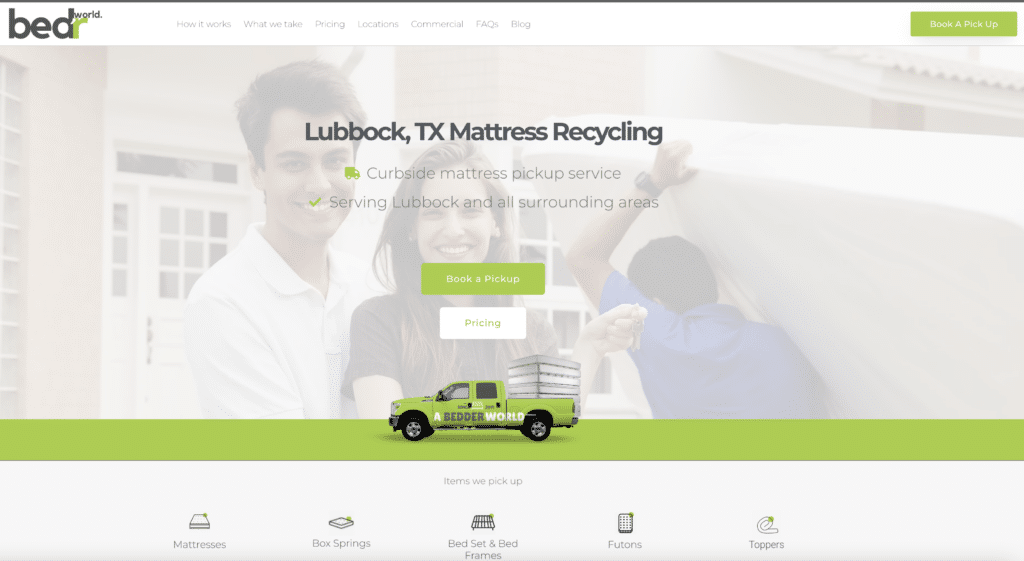 bedr world.
How it works What we take Pricing Locations Commercial FAQs Blog
Book A Pick Up
Lubbock, TX Mattress Recycling
Curbside mattress pickup service
Serving Lubbock and all surrounding areas
Book a Pickup
Pricing
A BEDDER WORLD
Items we pick up
Mattresses
Box Springs
Bed Set & Bed
Frames
Futons
Toppers